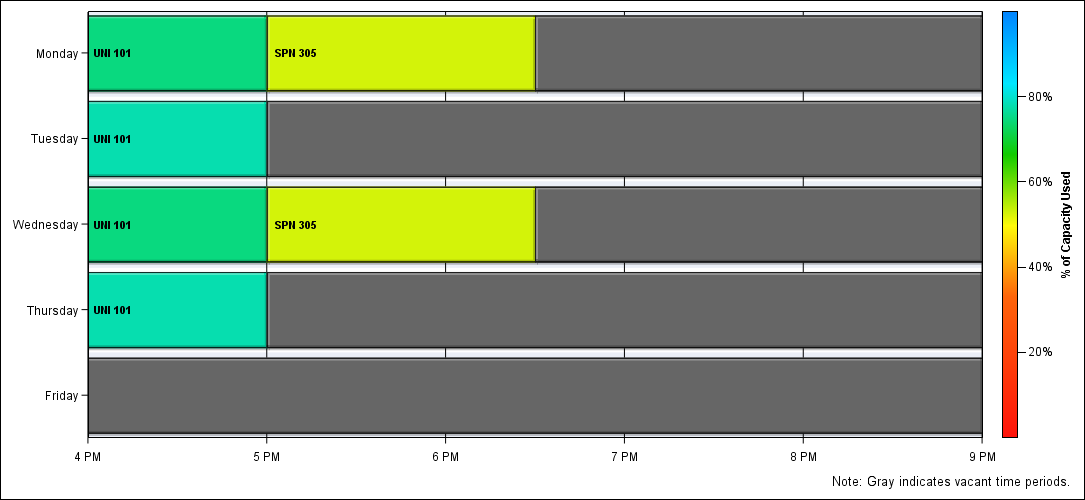 Monday
UNI 101
SPN 305
Tuesday
UNI 101
Wednesday
UNI 101
SPN 305
Thursday
UNI 101
Friday
4 PM
5 PM
6 PM
7 PM
8 PM
9 PM
80%
60%
40%
20%
% of Capacity Used
Note: Gray indicates vacant time periods.